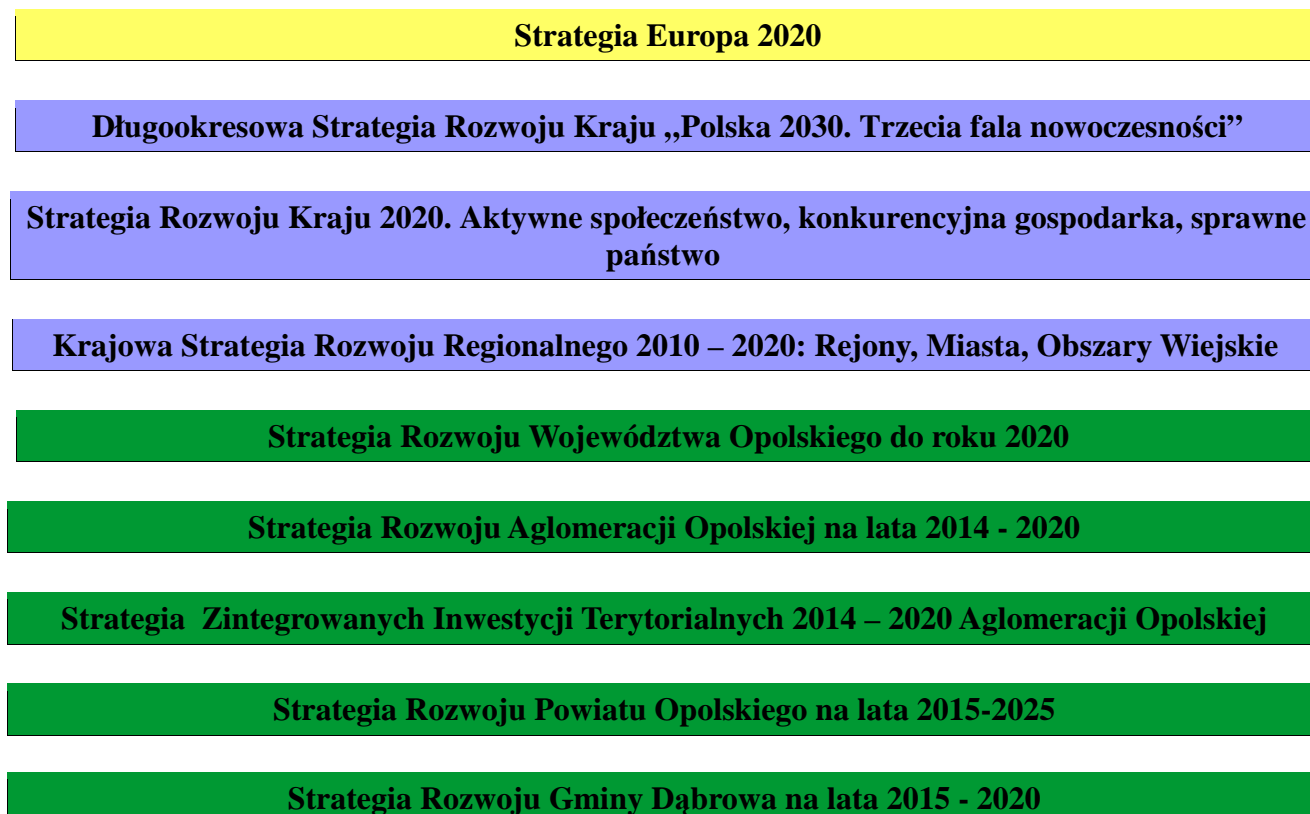 Strategia Europa 2020
Długookresowa Strategia Rozwoju Kraju „Polska 2030. Trzecia fala nowoczesności”
Strategia Rozwoju Kraju 2020. Aktywne społeczeństwo, konkurencyjna gospodarka, sprawne
państwo
Krajowa Strategia Rozwoju Regionalnego 2010 – 2020: Rejony, Miasta, Obszary Wiejskie
Strategia Rozwoju Województwa Opolskiego do roku 2020
Strategia Rozwoju Aglomeracji Opolskiej na lata 2014 - 2020
Strategia Zintegrowanych Inwestycji Terytorialnych 2014 – 2020 Aglomeracji Opolskiej
Strategia Rozwoju Powiatu Opolskiego na lata 2015-2025
Strategia Rozwoju Gminy Dąbrowa na lata 2015 - 2020